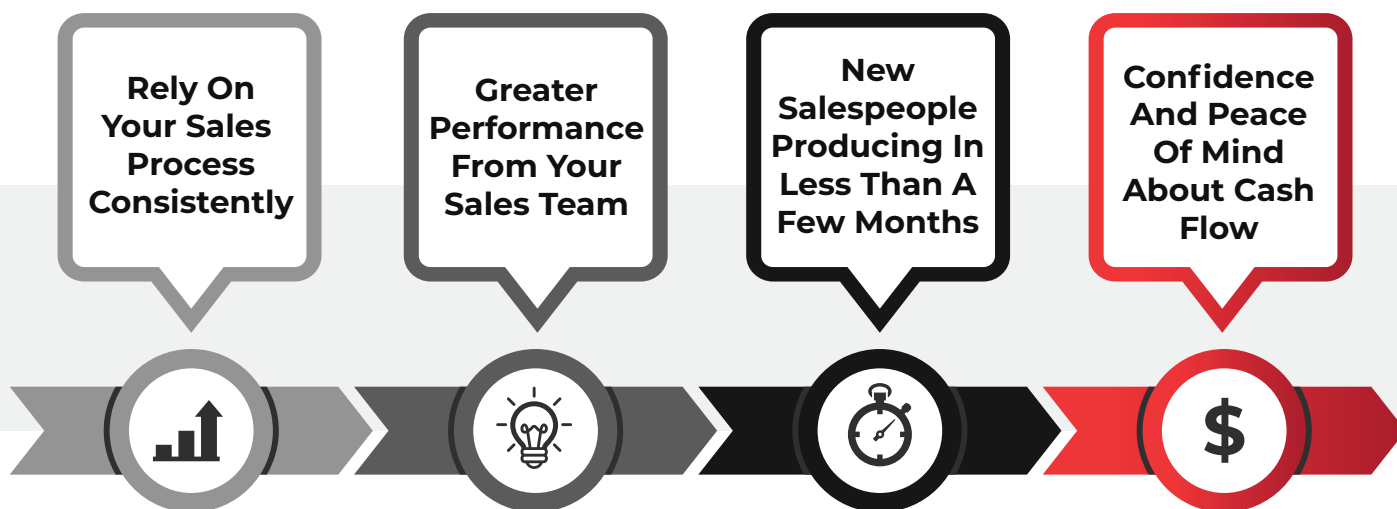 Rely On
Your Sales
Process
Consistently
Greater
Performance
From Your
Sales Team
New
Salespeople
Producing In
Less Than A
Few Months
Confidence
And Peace
Of Mind
About Cash
Flow
$